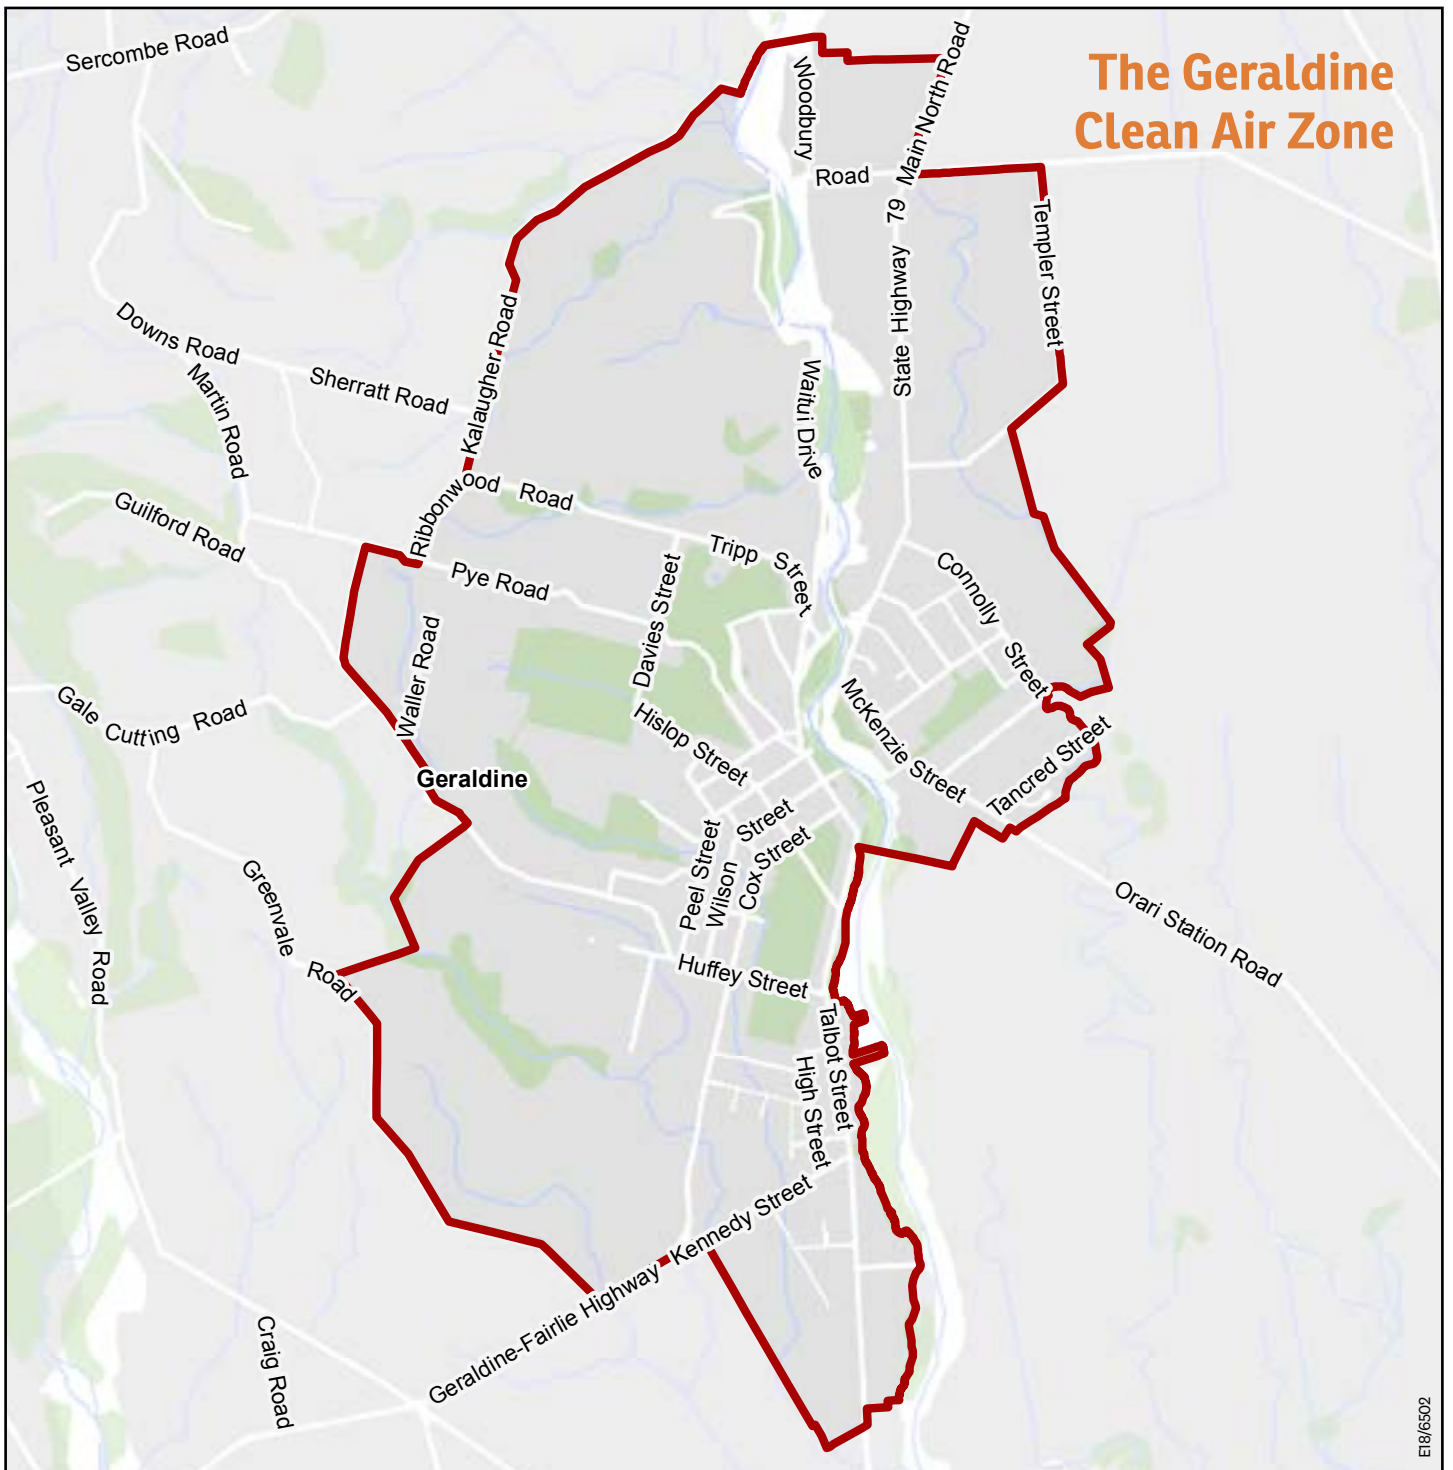 The Geraldine
Clean Air Zone
Sercombe Road
Woodbury
Road
Main North Road
State Highway 79
Templer Street
Downs Road
Sherratt Road
Martin Road
Kalaugher Road
Waitui Drive
Guilford Road
Ribbonwood Road
Pye Road
Tripp Street
Davies Street
Connolly Street
Waller Road
Gale Cutting Road
Hislop Street
McKenzie Street
Tancred Street
Geraldine
Pleasant Valley Road
Peel Street
Wilson Street
Cox Street
Greenvale Road
Orari Station Road
Huffey Street
Talbot Street
High Street
Kennedy Street
Geraldine-Fairlie Highway
Craig Road
E18/6502